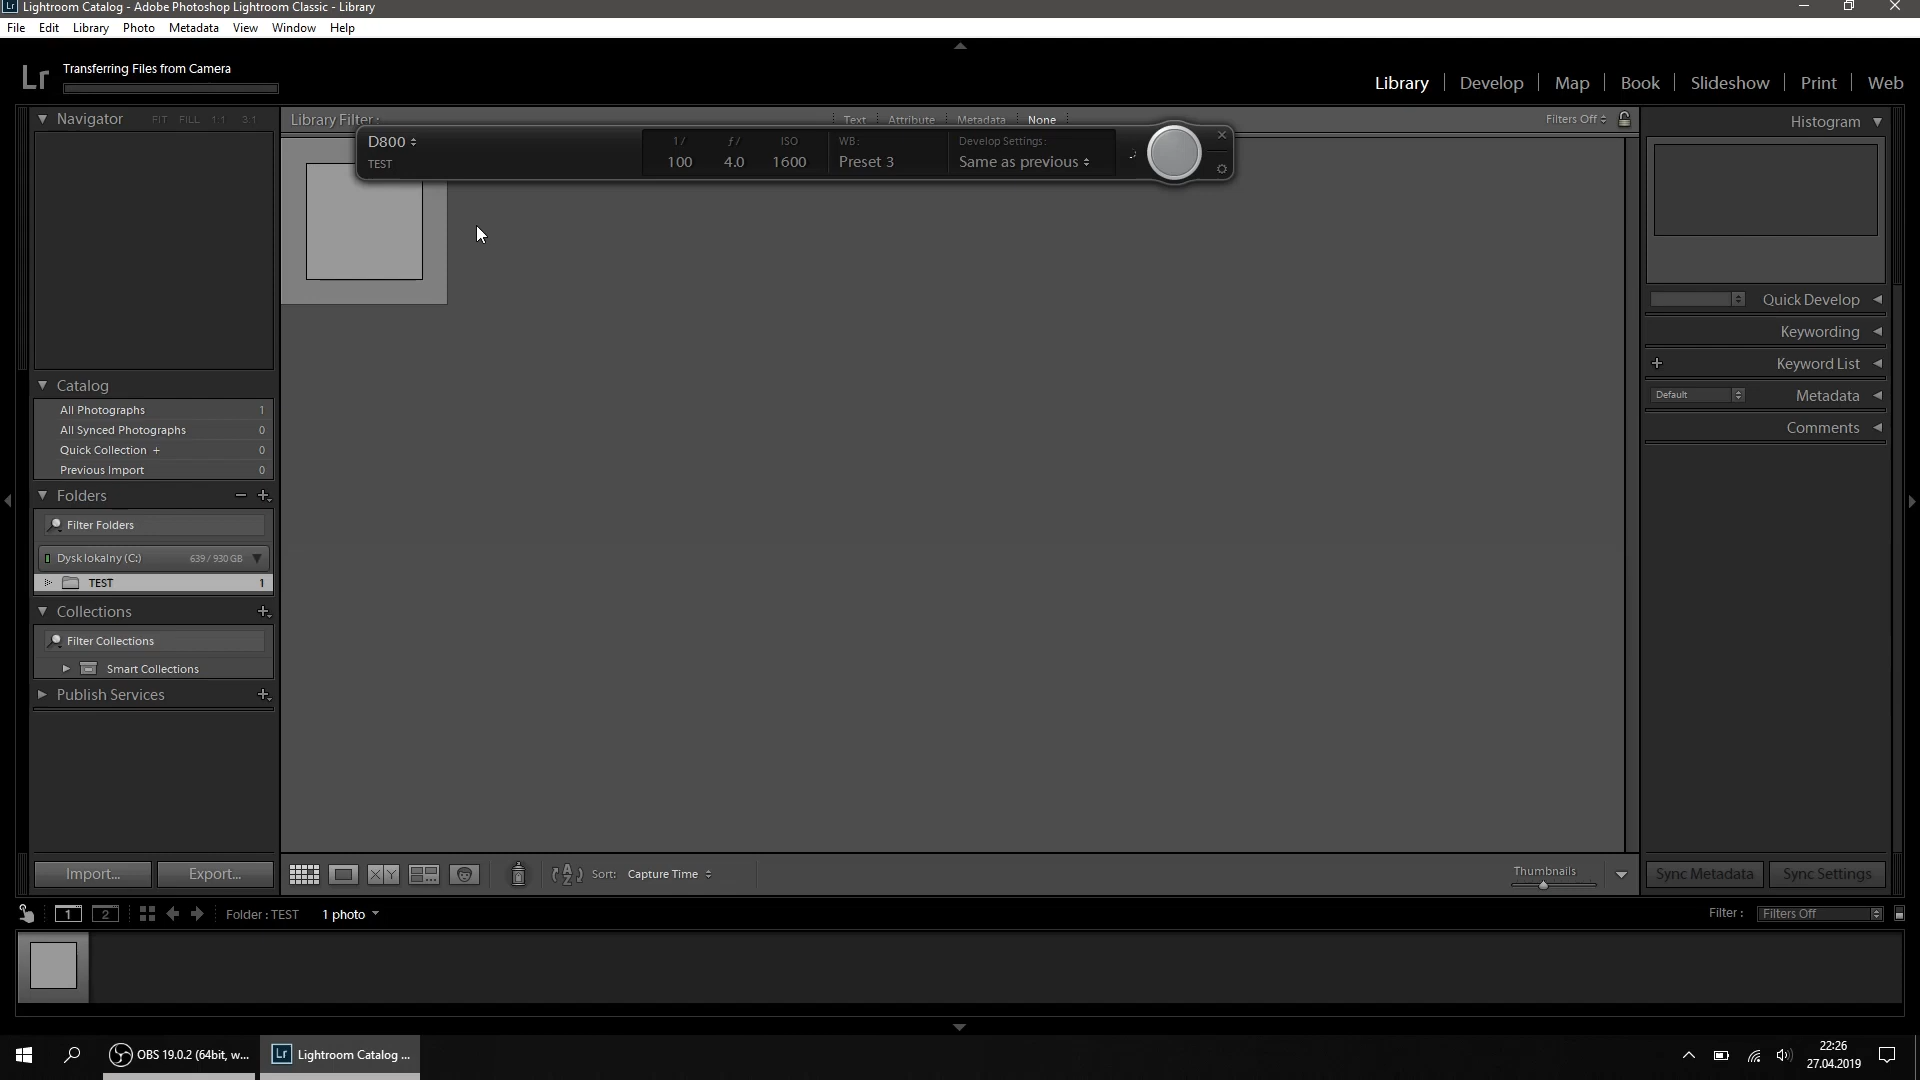 Lightroom Catalog - Adobe Photoshop Lightroom Classic - Library
File Edit Library Photo Metadata View Window Help
Lr Transferring Files from Camera
Library Develop Map Book Slideshow Print Web
Navigator FIT FILL 1:1 3:1
Library Filter : Text Attribute Metadata None Filters Off
Histogram
D800
TEST
1/ f/ ISO WB: Develop Settings:
100 4.0 1600 Preset 3 Same as previous
Quick Develop
Keywording
Keyword List
Default Metadata
Comments
Catalog
All Photographs 1
All Synced Photographs 0
Quick Collection + 0
Previous Import 0
Folders
Filter Folders
Dysk lokalny (C:) 639 / 930 GB
TEST 1
Collections
Filter Collections
Smart Collections
Publish Services
Import... Export...
XY Sort: Capture Time Thumbnails
Sync Metadata Sync Settings
1 2 Folder : TEST 1 photo Filter : Filters Off
OBS 19.0.2 (64bit, w... Lr Lightroom Catalog ...
22:26
27.04.2019